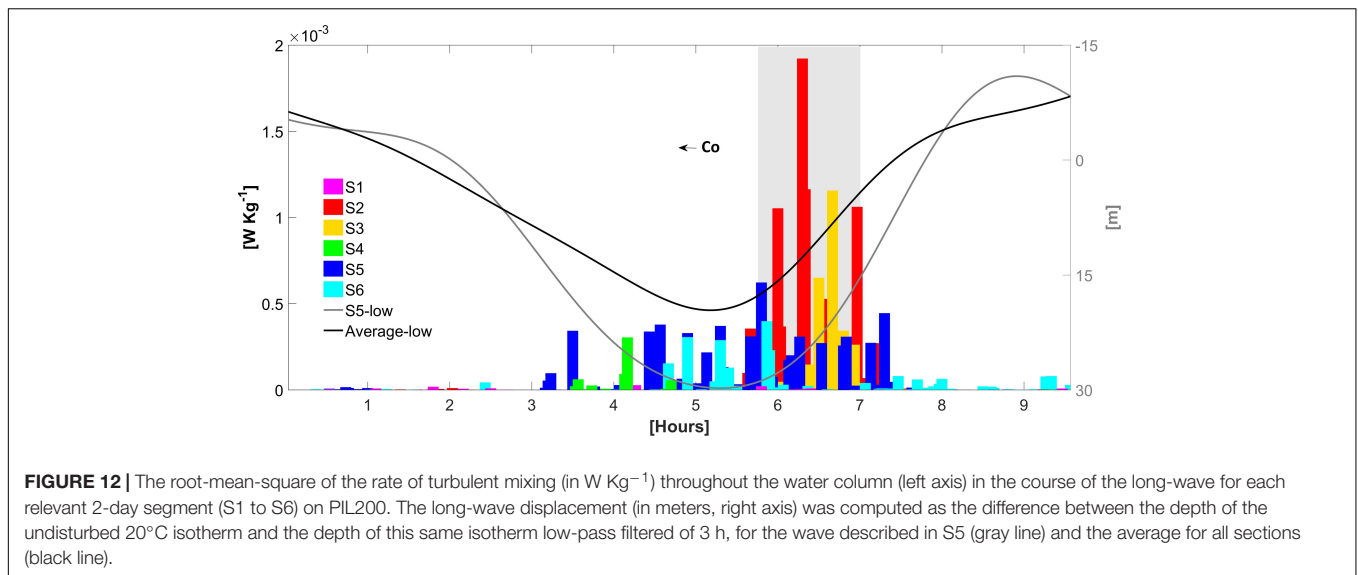 ×10⁻³
2
1.5
1
0.5
0
[W Kg⁻¹]
-15
0
15
30
[m]
← Co
S1
S2
S3
S4
S5
S6
S5-low
Average-low
1 2 3 4 5 6 7 8 9
[Hours]
FIGURE 12 | The root-mean-square of the rate of turbulent mixing (in W Kg⁻¹) throughout the water column (left axis) in the course of the long-wave for each
relevant 2-day segment (S1 to S6) on PIL200. The long-wave displacement (in meters, right axis) was computed as the difference between the depth of the
undisturbed 20°C isotherm and the depth of this same isotherm low-pass filtered of 3 h, for the wave described in S5 (gray line) and the average for all sections
(black line).